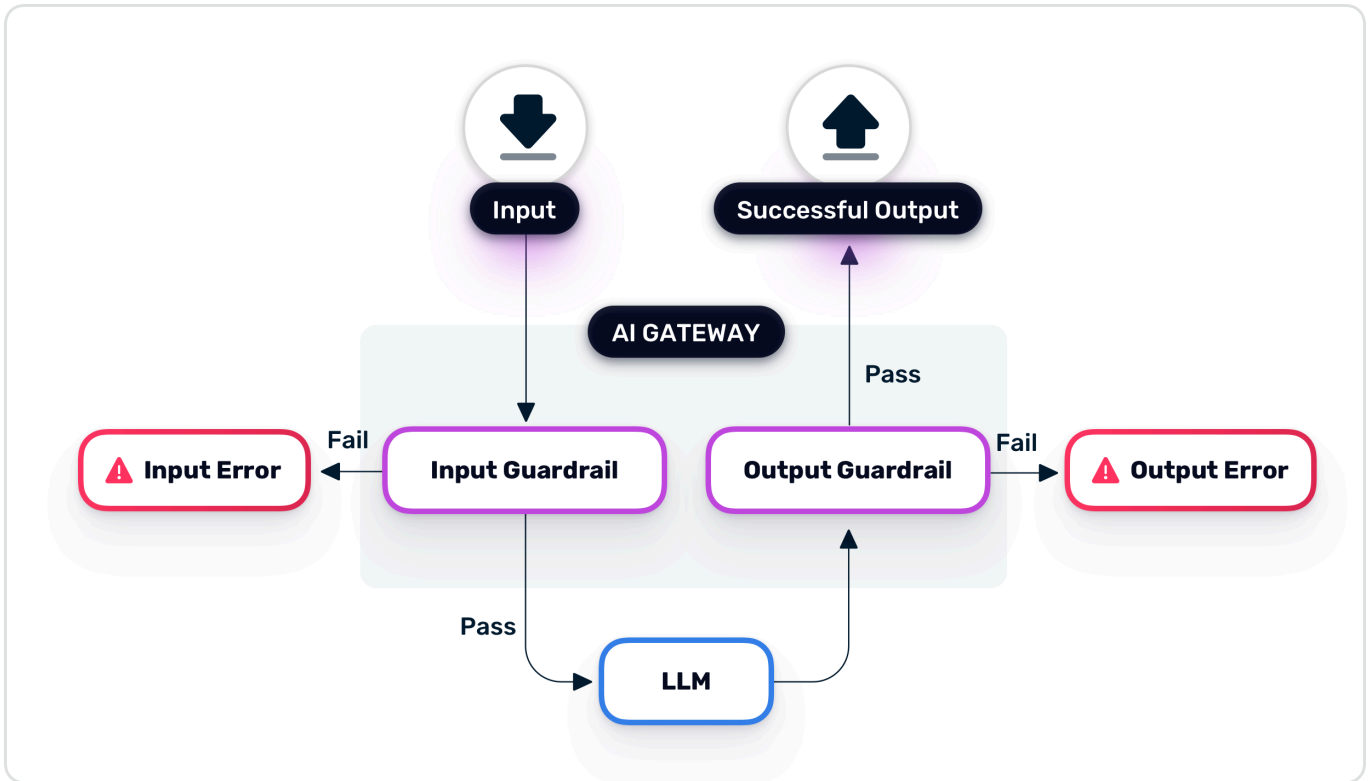 Input
Successful Output
AI GATEWAY
Pass
Fail
Input Error
Input Guardrail
Output Guardrail
Fail
Output Error
Pass
LLM